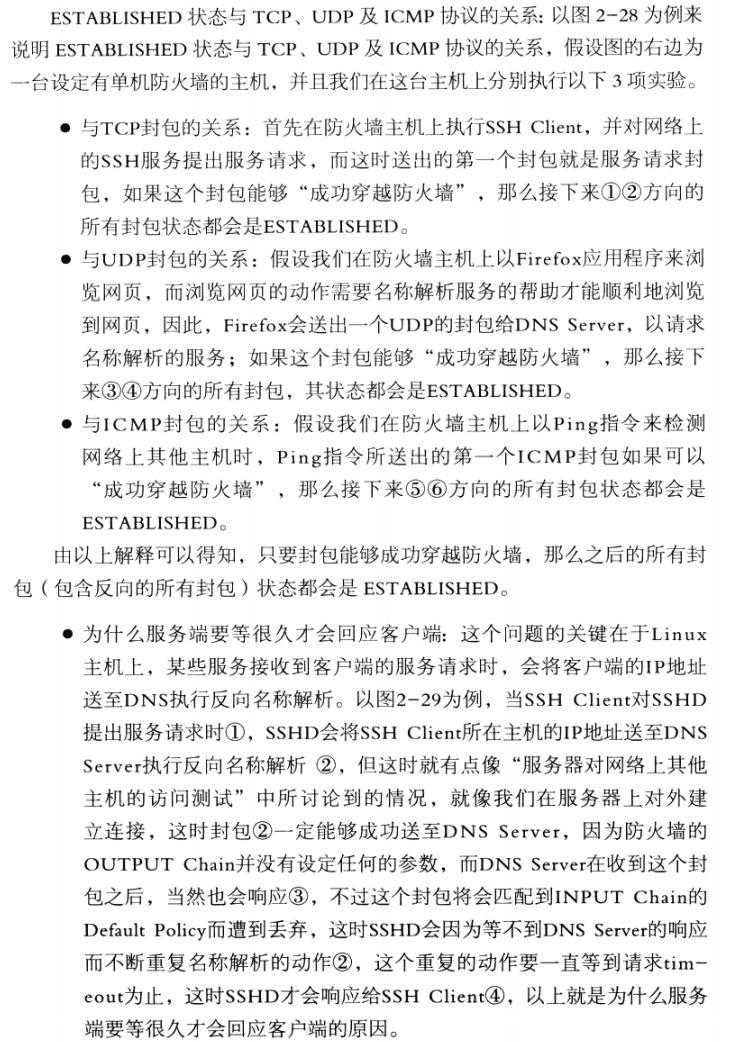 ESTABLISHED 状态与 TCP、UDP 及 ICMP 协议的关系: 以图 2-28 为例来
说明 ESTABLISHED 状态与 TCP、UDP 及 ICMP 协议的关系，假设图的右边为
一台设定有单机防火墙的主机，并且我们在这台主机上分别执行以下 3 项实验。
● 与TCP封包的关系：首先在防火墙主机上执行SSH Client，并对网络上
的SSH服务提出服务请求，而这时送出的第一个封包就是服务请求封
包，如果这个封包能够“成功穿越防火墙”，那么接下来①②方向的
所有封包状态都会是ESTABLISHED。
● 与UDP封包的关系：假设我们在防火墙主机上以Firefox应用程序来浏
览网页，而浏览网页的动作需要名称解析服务的帮助才能顺利地浏览
到网页，因此，Firefox会送出一个UDP的封包给DNS Server，以请求
名称解析的服务；如果这个封包能够“成功穿越防火墙”，那么接下
来③④方向的所有封包，其状态都会是ESTABLISHED。
● 与ICMP封包的关系：假设我们在防火墙主机上以Ping指令来检测
网络上其他主机时，Ping指令所送出的第一个ICMP封包如果可以
“成功穿越防火墙”，那么接下来⑤⑥方向的所有封包状态都会是
ESTABLISHED。
由以上解释可以得知，只要封包能够成功穿越防火墙，那么之后的所有封
包（包含反向的所有封包）状态都会是 ESTABLISHED。
● 为什么服务端要等很久才会回应客户端: 这个问题的关键在于Linux
主机上，某些服务接收到客户端的服务请求时，会将客户端的IP地址
送至DNS执行反向名称解析。以图2-29为例，当SSH Client对SSHD
提出服务请求时①，SSHD会将SSH Client所在主机的IP地址送至DNS
Server执行反向名称解析 ②，但这时就有点像“服务器对网络上其他
主机的访问测试”中所讨论到的情况，就像我们在服务器上对外建
立连接，这时封包②一定能够成功送至DNS Server，因为防火墙的
OUTPUT Chain并没有设定任何的参数，而DNS Server在收到这个封
包之后，当然也会响应③，不过这个封包将会匹配到INPUT Chain的
Default Policy而遭到丢弃，这时SSHD会因为等不到DNS Server的响应
而不断重复名称解析的动作②，这个重复的动作要一直等到请求tim-
eout为止，这时SSHD才会响应给SSH Client④，以上就是为什么服务
端要等很久才会回应客户端的原因。